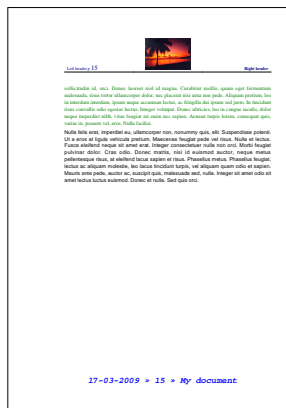 Left header p 15 Right header
sollicitudin id, orci. Donec laoreet nisl id magna. Curabitur mollis, quam eget fermentum
malesuada, risus tortor ullamcorper dolor, nec placerat nisi urna non pede. Aliquam pretium, leo
in interdum interdum, ipsum neque accumsan lectus, ac fringilla dui ipsum sed justo. In tincidunt
risus convallis odio egestas luctus. Integer volutpat. Donec ultricies, leo in congue iaculis, dolor
neque imperdiet nibh, vitae feugiat mi enim nec sapien. Aenean turpis lorem, consequat quis,
varius in, posuere vel, eros. Nulla facilisi.
Nulla felis erat, imperdiet eu, ullamcorper non, nonummy quis, elit. Suspendisse potenti.
Ut a eros at ligula vehicula pretium. Maecenas feugiat pede vel risus. Nulla et lectus.
Fusce eleifend neque sit amet erat. Integer consectetuer nulla non orci. Morbi feugiat
pulvinar dolor. Cras odio. Donec mattis, nisi id euismod auctor, neque metus
pellentesque risus, at eleifend lacus sapien et risus. Phasellus metus. Phasellus feugiat,
lectus ac aliquam molestie, leo lacus tincidunt turpis, vel aliquam quam odio et sapien.
Mauris ante pede, auctor ac, suscipit quis, malesuada sed, nulla. Integer sit amet odio sit
amet lectus luctus euismod. Donec et nulla. Sed quis orci.
17-03-2009 » 15 » My document